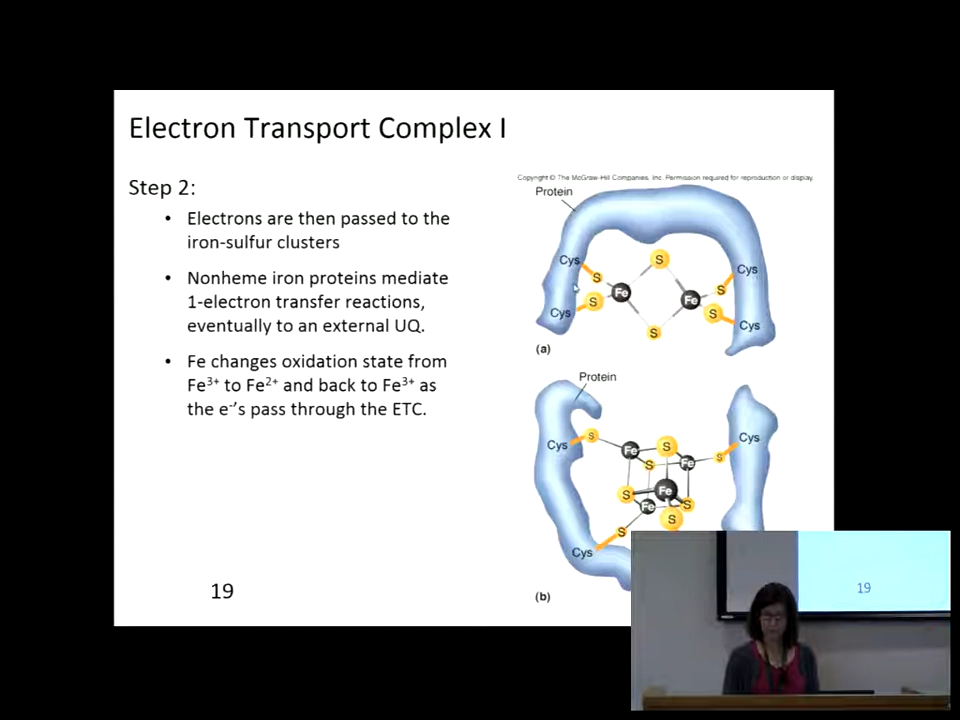 Electron Transport Complex I
Step 2:
• Electrons are then passed to the
iron-sulfur clusters
• Nonheme iron proteins mediate
1-electron transfer reactions,
eventually to an external UQ.
• Fe changes oxidation state from
Fe³⁺ to Fe²⁺ and back to Fe³⁺ as
the e⁻'s pass through the ETC.
19
Copyright © The McGraw-Hill Companies, Inc. Permission required for reproduction or display.
Protein
Cys
S
S
Cys
Fe
Fe
S
Cys
S
S
Cys
S
(a)
Protein
Cys
S
Fe
S
Cys
S
Fe
S
S
Fe
S
Fe
S
S
Cys
(b)
19